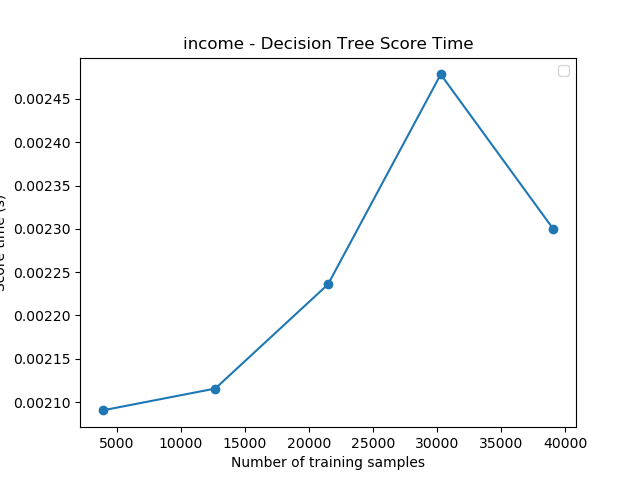 income - Decision Tree Score Time
0.00245
0.00240
0.00235
0.00230
0.00225
0.00220
0.00215
0.00210
Score time (s)
5000 10000 15000 20000 25000 30000 35000 40000
Number of training samples